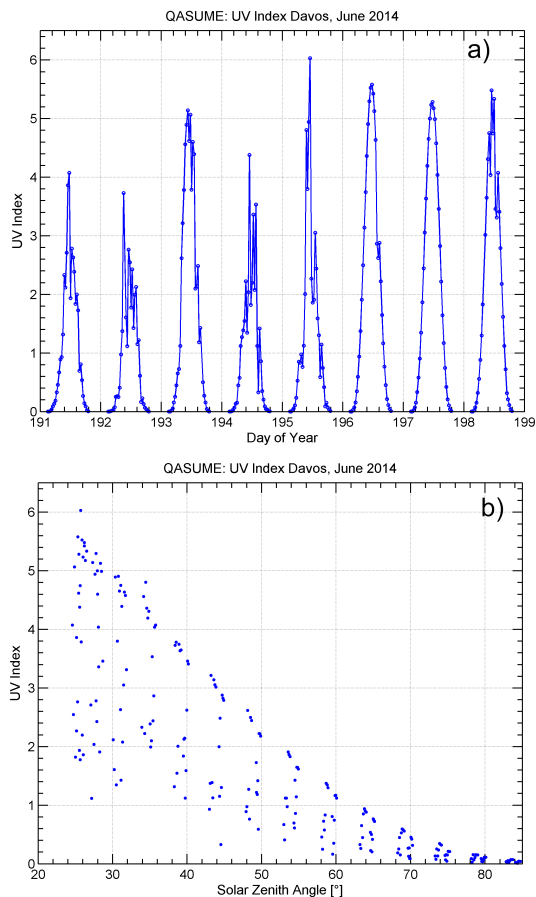 QASUME: UV Index Davos, June 2014
a)
6
5
4
3
2
1
0
UV Index
191 192 193 194 195 196 197 198 199
Day of Year
QASUME: UV Index Davos, June 2014
b)
6
5
4
3
2
1
0
UV Index
20 30 40 50 60 70 80
Solar Zenith Angle [°]